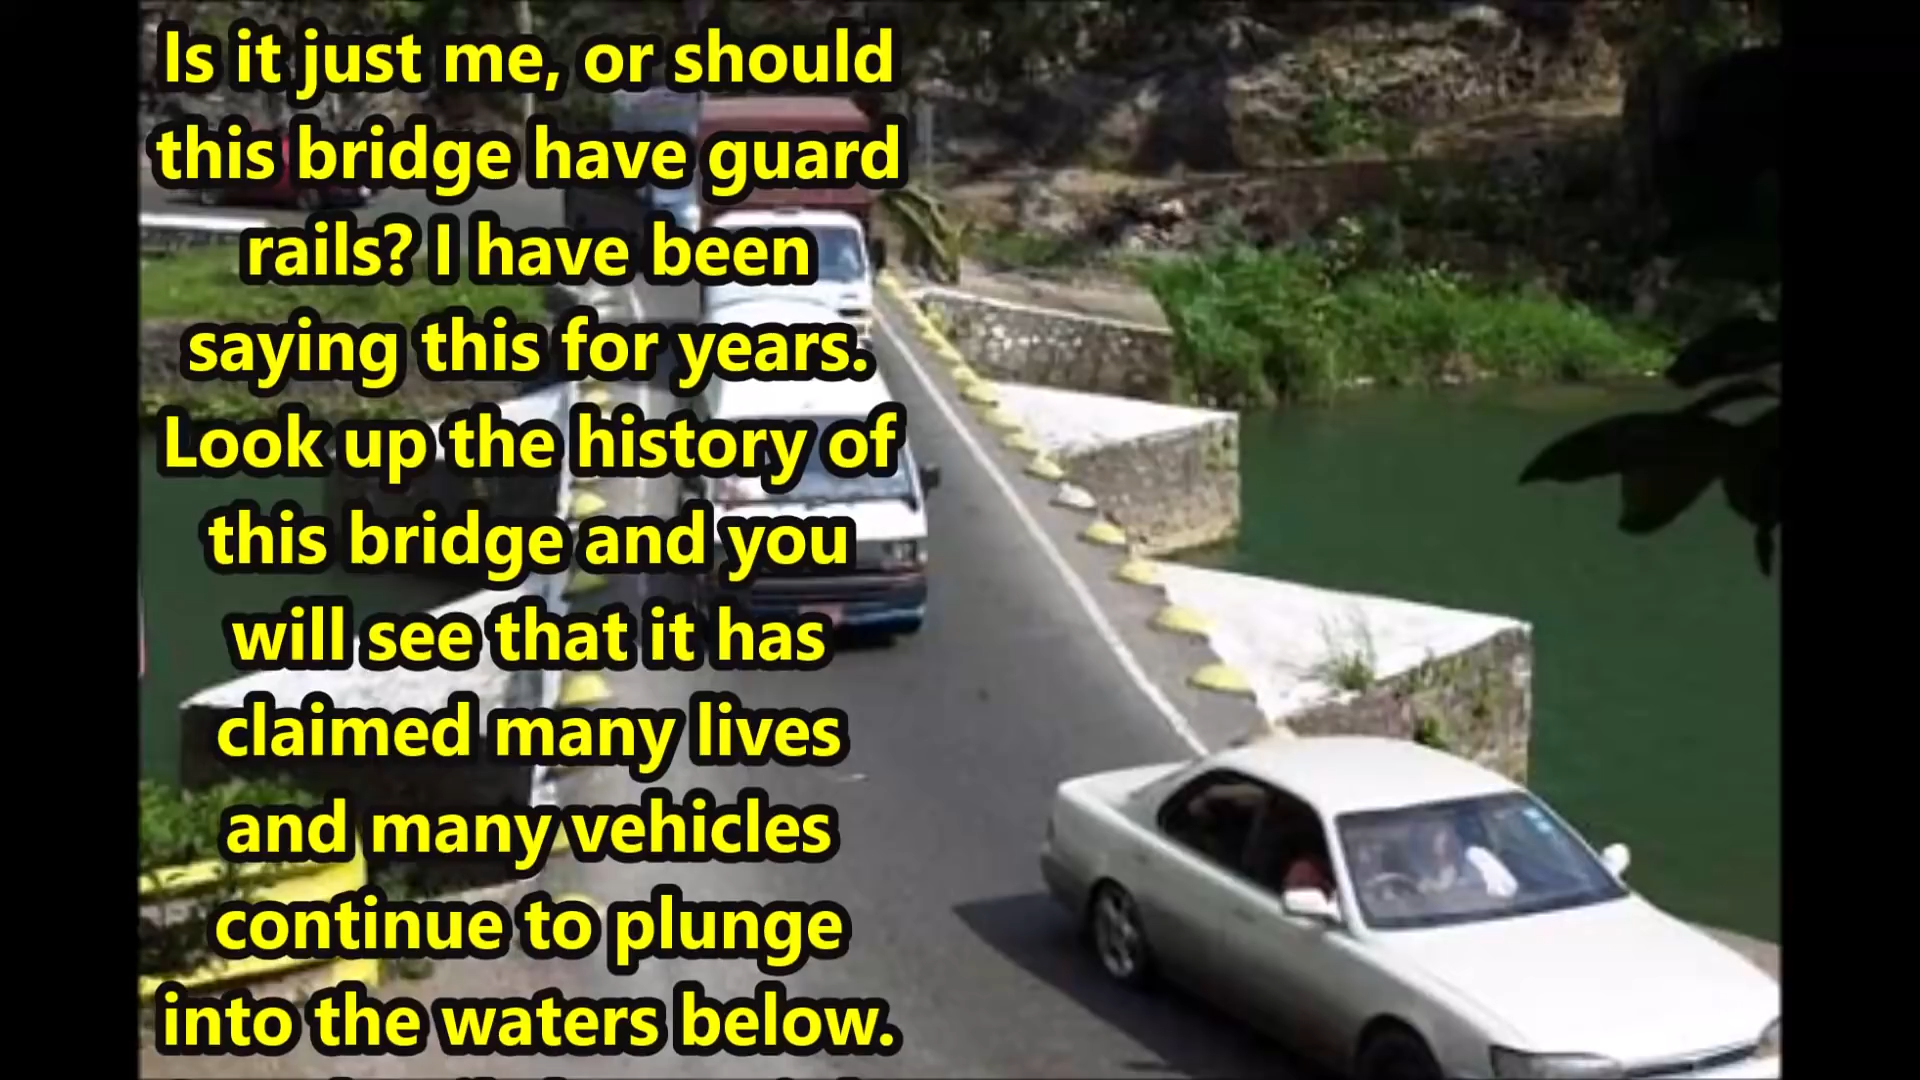 Is it just me, or should
this bridge have guard
rails? I have been
saying this for years.
Look up the history of
this bridge and you
will see that it has
claimed many lives
and many vehicles
continue to plunge
into the waters below.